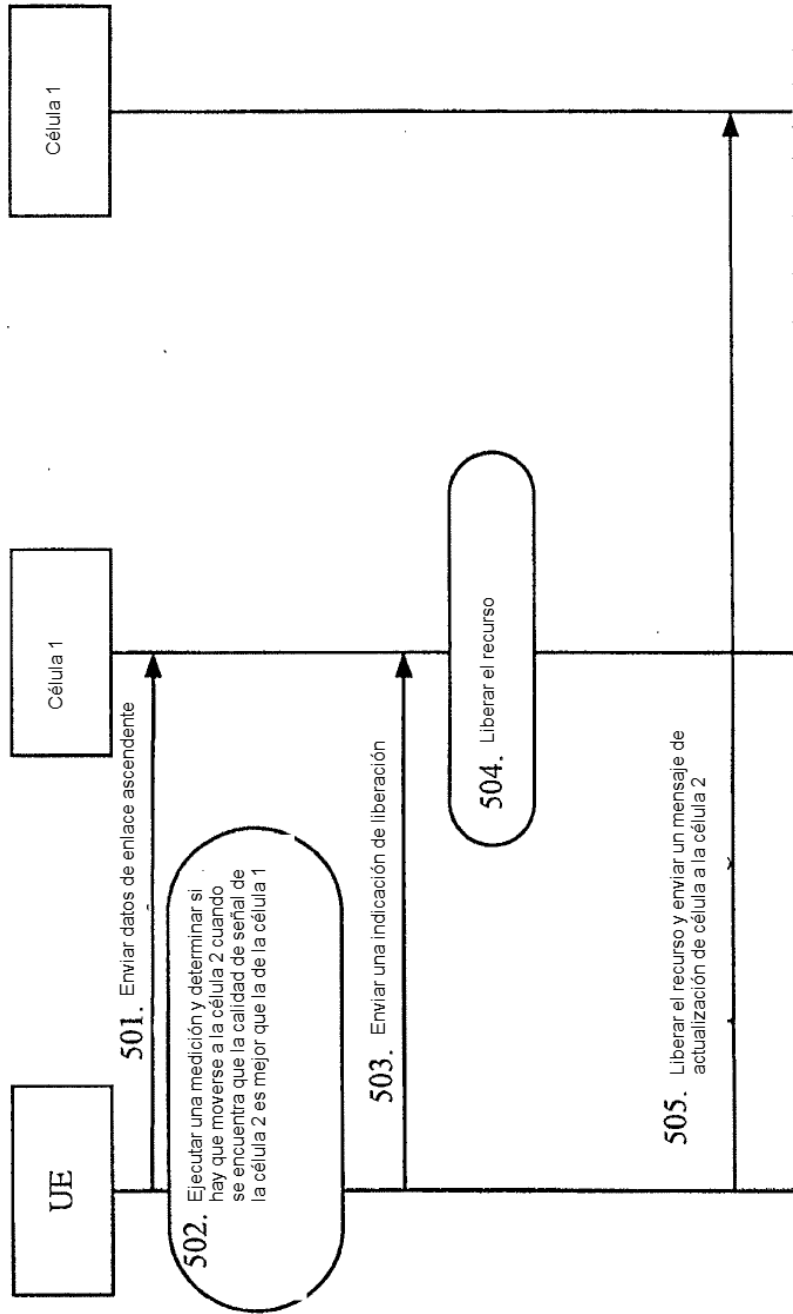 UE
Célula 1
Célula 1
501. Enviar datos de enlace ascendente
502. Ejecutar una medición y determinar si
hay que moverse a la célula 2 cuando
se encuentra que la calidad de señal de
la célula 2 es mejor que la de la célula 1
503. Enviar una indicación de liberación
504. Liberar el recurso
505. Liberar el recurso y enviar un mensaje de
actualización de célula a la célula 2